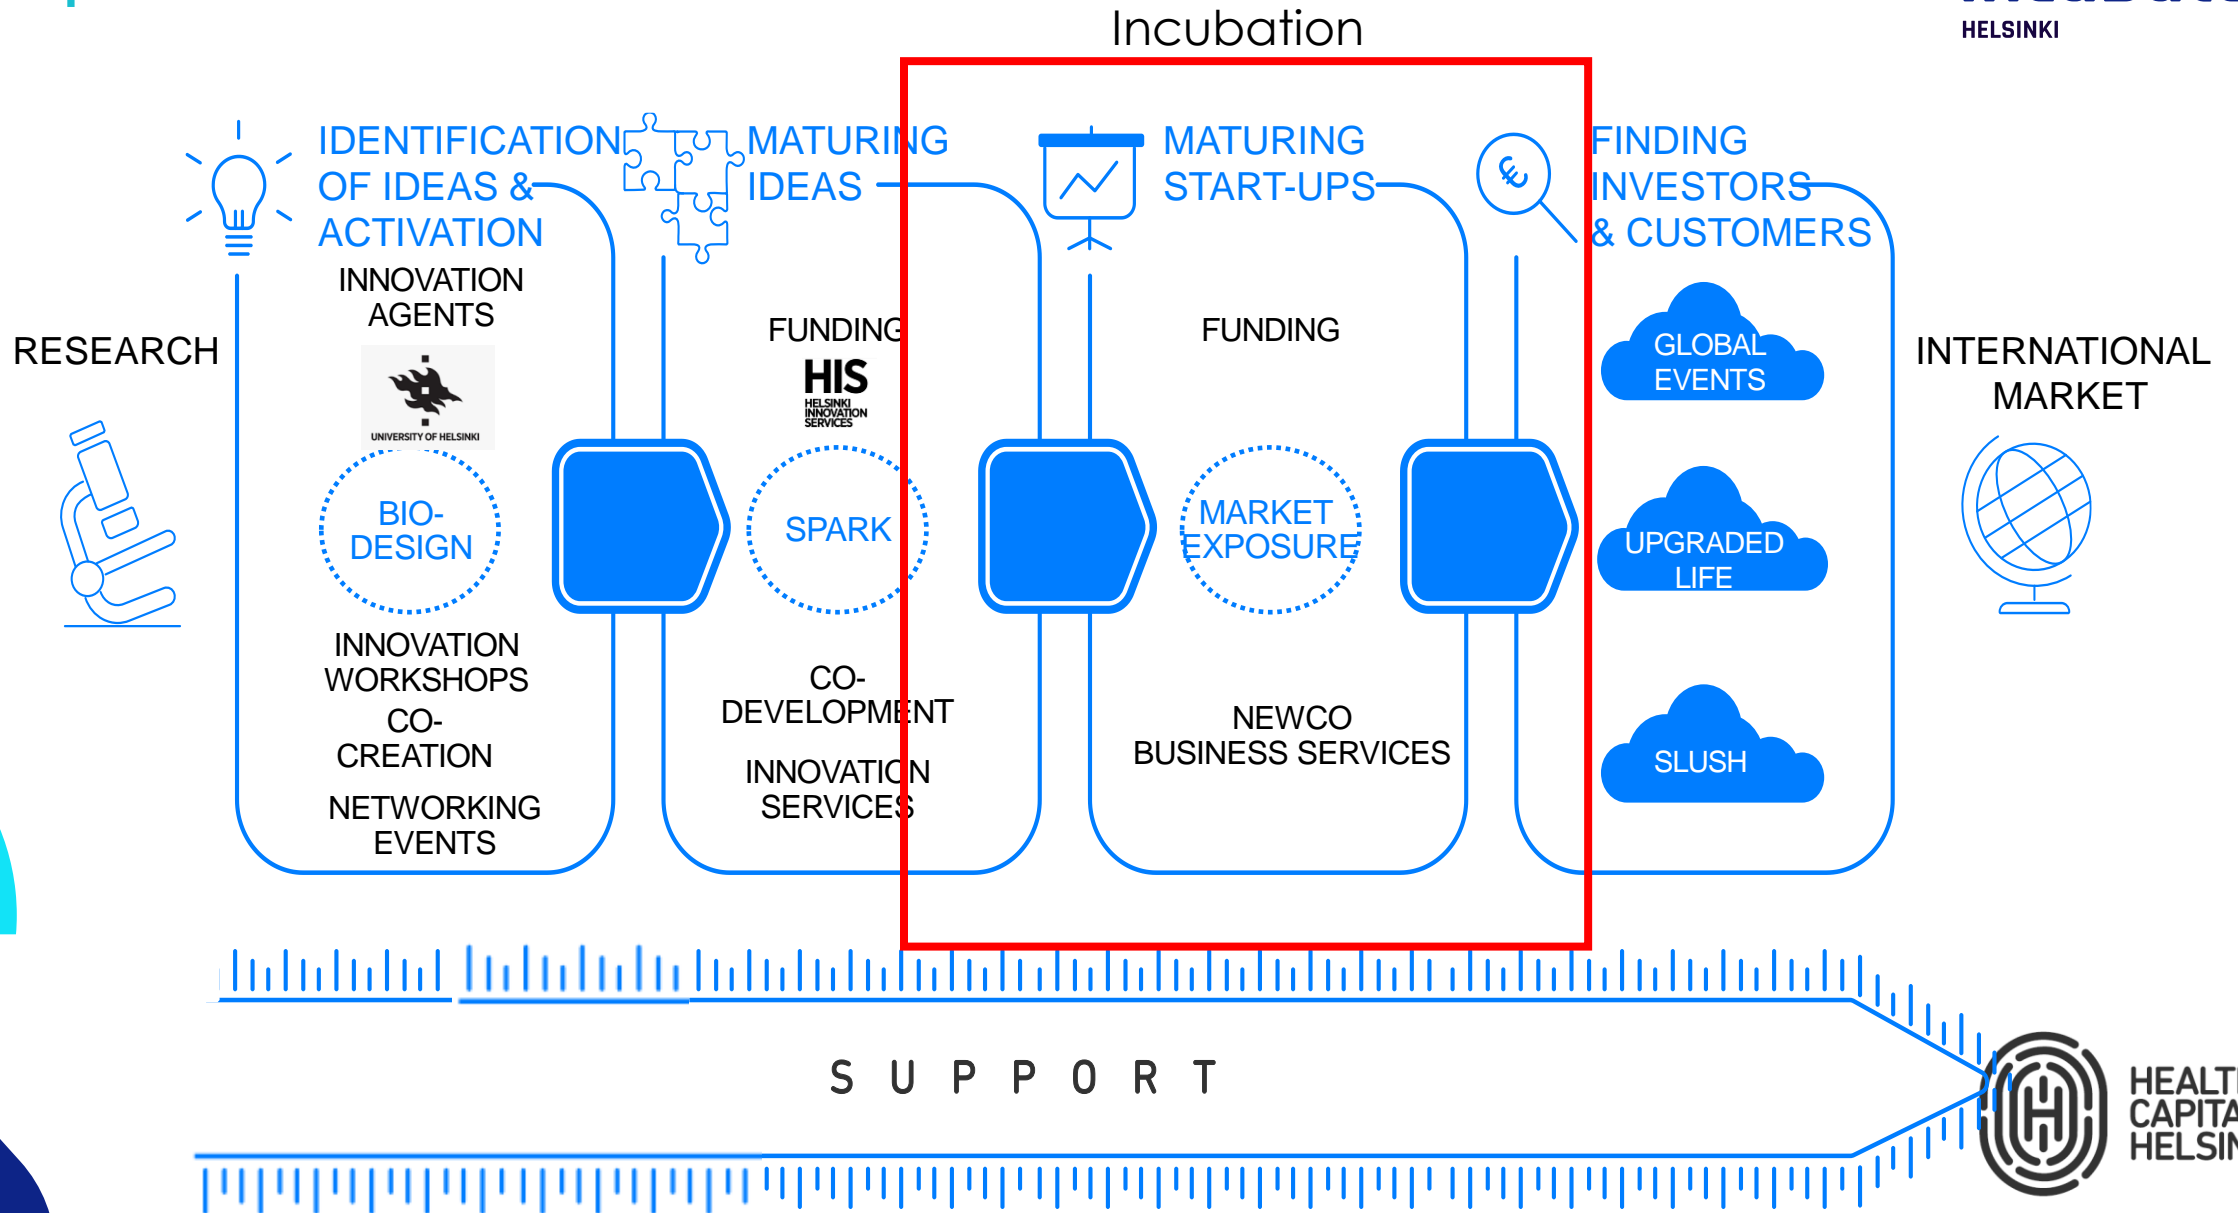 Incubation
HELSINKI
IDENTIFICATION
OF IDEAS &
ACTIVATION
MATURING
IDEAS
MATURING
START-UPS
FINDING
INVESTORS
& CUSTOMERS
RESEARCH
INNOVATION
AGENTS
UNIVERSITY OF HELSINKI
BIO-
DESIGN
INNOVATION
WORKSHOPS
CO-
CREATION
NETWORKING
EVENTS
FUNDING
HIS
HELSINKI
INNOVATION
SERVICES
SPARK
CO-
DEVELOPMENT
INNOVATION
SERVICES
FUNDING
MARKET
EXPOSURE
NEWCO
BUSINESS SERVICES
€
GLOBAL
EVENTS
UPGRADED
LIFE
SLUSH
INTERNATIONAL
MARKET
SUPPORT